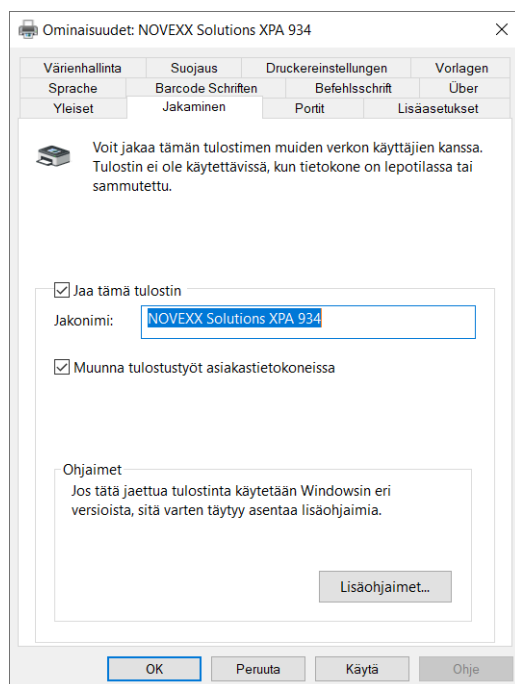 Ominaisuudet: NOVEXX Solutions XPA 934
Värienhallinta Suojaus Druckereinstellungen Vorlagen
Sprache Barcode Schriften Befehlsschrift Über
Yleiset Jakaminen Portit Lisäasetukset
Voit jakaa tämän tulostimen muiden verkon käyttäjien kanssa.
Tulostin ei ole käytettävissä, kun tietokone on lepotilassa tai
sammutettu.
Jaa tämä tulostin
Jakonimi: NOVEXX Solutions XPA 934
Muunna tulostustyöt asiakastietokoneissa
Ohjaimet
Jos tätä jaettua tulostinta käytetään Windowsin eri
versioista, sitä varten täytyy asentaa lisäohjaimia.
Lisäohjaimet...
OK Peruuta Käytä Ohje